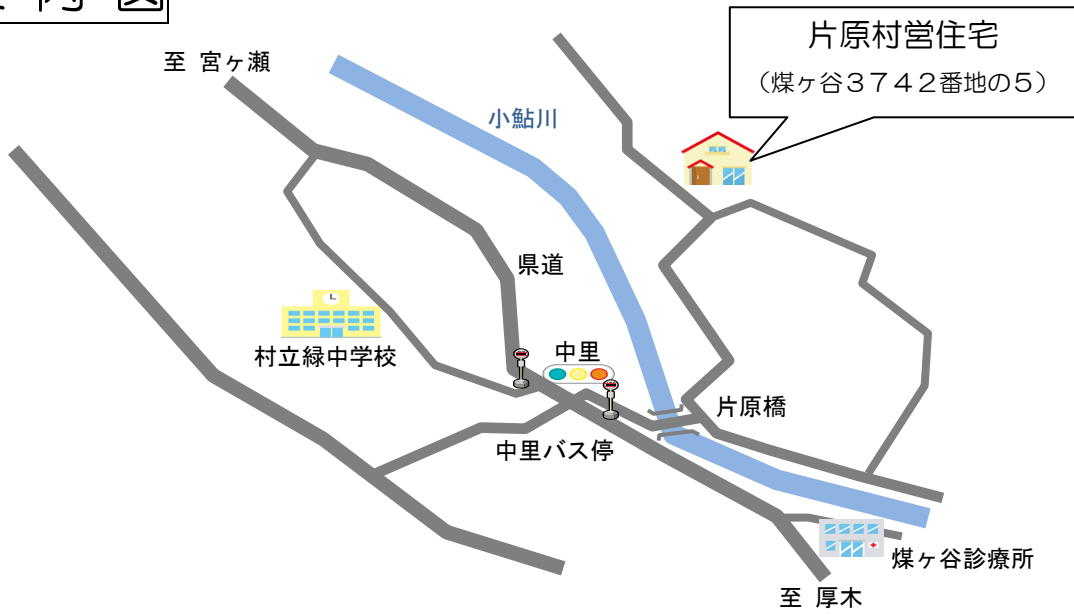 内 図
片原村営住宅
（煤ヶ谷３７４２番地の５）
至 宮ヶ瀬
小鮎川
県道
村立緑中学校
中里
片原橋
中里バス停
煤ヶ谷診療所
至 厚木